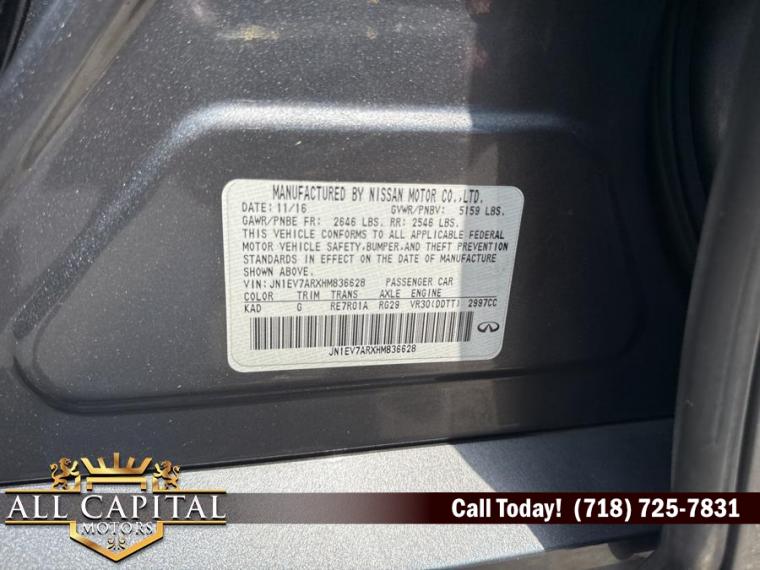 MANUFACTURED BY NISSAN MOTOR CO.,LTD.
DATE: 11/16 GVWR/PNBV: 5159 LBS.
GAWR/PNBE FR: 2646 LBS. RR: 2546 LBS.
THIS VEHICLE CONFORMS TO ALL APPLICABLE FEDERAL
MOTOR VEHICLE SAFETY,BUMPER,AND THEFT PREVENTION
STANDARDS IN EFFECT ON THE DATE OF MANUFACTURE
SHOWN ABOVE.
VIN: JN1EV7ARXHM836628 PASSENGER CAR
COLOR TRIM TRANS AXLE ENGINE
KAD G RE7R01A RG29 VR30(DDTT) 2997CC
JN1EV7ARXHM836628
ALL CAPITAL
MOTORS
Call Today! (718) 725-7831